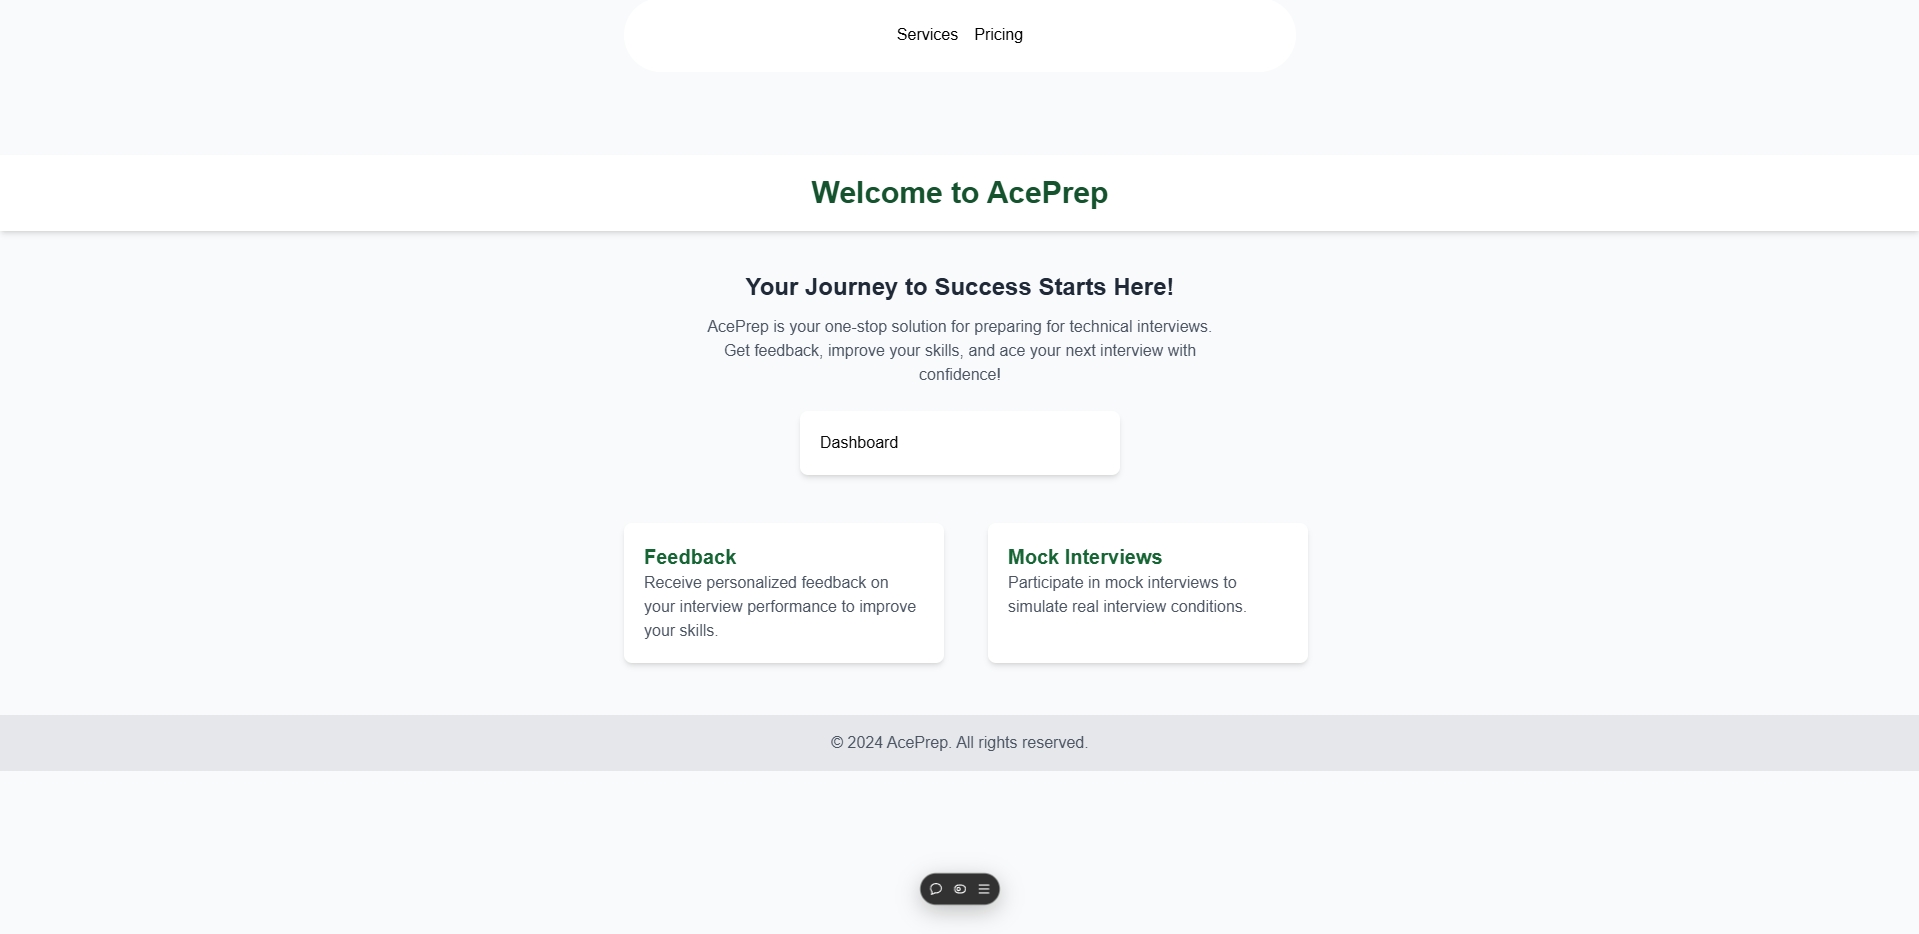 Services Pricing
Welcome to AcePrep
Your Journey to Success Starts Here!
AcePrep is your one-stop solution for preparing for technical interviews.
Get feedback, improve your skills, and ace your next interview with
confidence!
Dashboard
Feedback
Receive personalized feedback on
your interview performance to improve
your skills.
Mock Interviews
Participate in mock interviews to
simulate real interview conditions.
© 2024 AcePrep. All rights reserved.